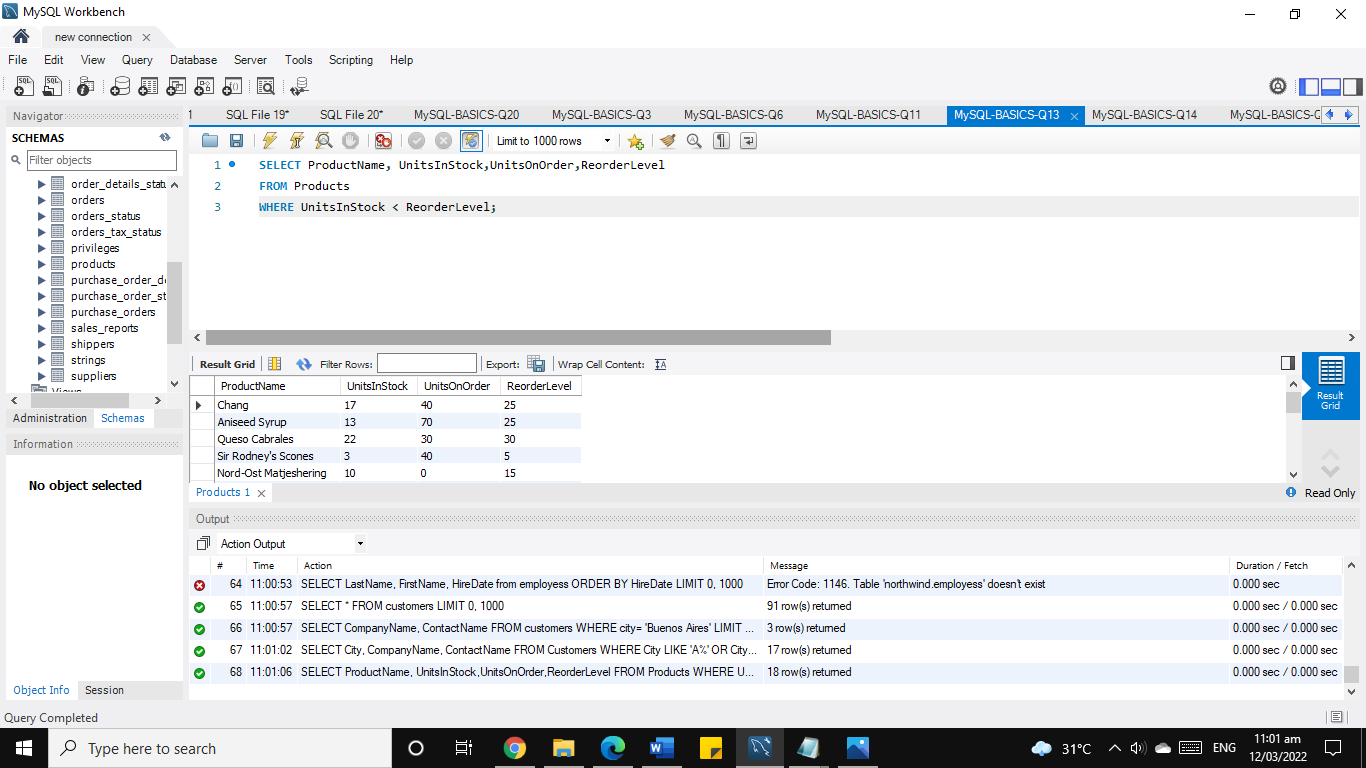 MySQL Workbench
new connection
File Edit View Query Database Server Tools Scripting Help
Navigator
SCHEMAS
Filter objects
order_details_statu
orders
orders_status
orders_tax_status
privileges
products
purchase_order_de
purchase_order_st
purchase_orders
sales_reports
shippers
strings
suppliers
Views
Administration Schemas
Information
No object selected
Object Info Session
1 SQL File 19* SQL File 20* MySQL-BASICS-Q20 MySQL-BASICS-Q3 MySQL-BASICS-Q6 MySQL-BASICS-Q11 MySQL-BASICS-Q13 MySQL-BASICS-Q14 MySQL-BASICS-Q
Limit to 1000 rows
1 SELECT ProductName, UnitsInStock,UnitsOnOrder,ReorderLevel
2 FROM Products
3 WHERE UnitsInStock < ReorderLevel;
Result Grid Filter Rows: Export: Wrap Cell Content:
ProductName UnitsInStock UnitsOnOrder ReorderLevel
Chang 17 40 25
Aniseed Syrup 13 70 25
Queso Cabrales 22 30 30
Sir Rodney's Scones 3 40 5
Nord-Ost Matjeshering 10 0 15
Result
Grid
Products 1
Read Only
Output
Action Output
# Time Action Message Duration / Fetch
64 11:00:53 SELECT LastName, FirstName, HireDate from employess ORDER BY HireDate LIMIT 0, 1000 Error Code: 1146. Table 'northwind.employess' doesn't exist 0.000 sec
65 11:00:57 SELECT * FROM customers LIMIT 0, 1000 91 row(s) returned 0.000 sec / 0.000 sec
66 11:00:57 SELECT CompanyName, ContactName FROM customers WHERE city= 'Buenos Aires' LIMIT ... 3 row(s) returned 0.000 sec / 0.000 sec
67 11:01:02 SELECT City, CompanyName, ContactName FROM Customers WHERE City LIKE 'A%' OR City... 17 row(s) returned 0.000 sec / 0.000 sec
68 11:01:06 SELECT ProductName, UnitsInStock,UnitsOnOrder,ReorderLevel FROM Products WHERE U... 18 row(s) returned 0.000 sec / 0.000 sec
Query Completed
Type here to search
31°C ENG
11:01 am
12/03/2022